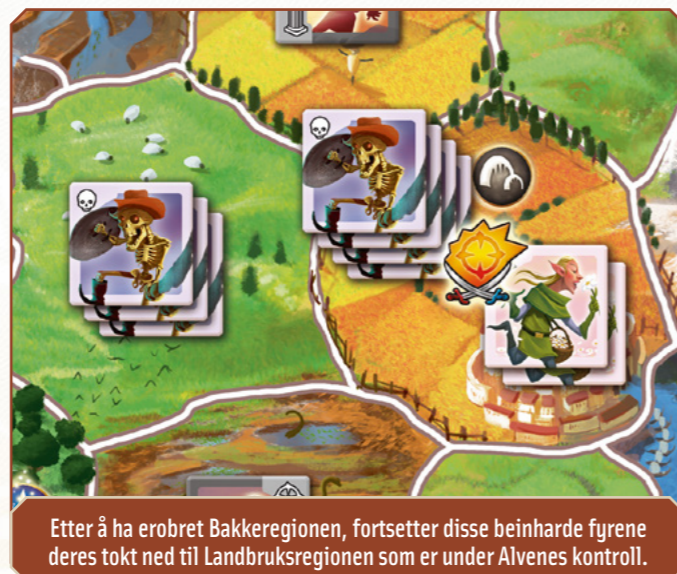 Etter å ha erobret Bakkeregionen, fortsetter disse beinharde fyrene
deres tokt ned til Landbruksregionen som er under Alvenes kontroll.